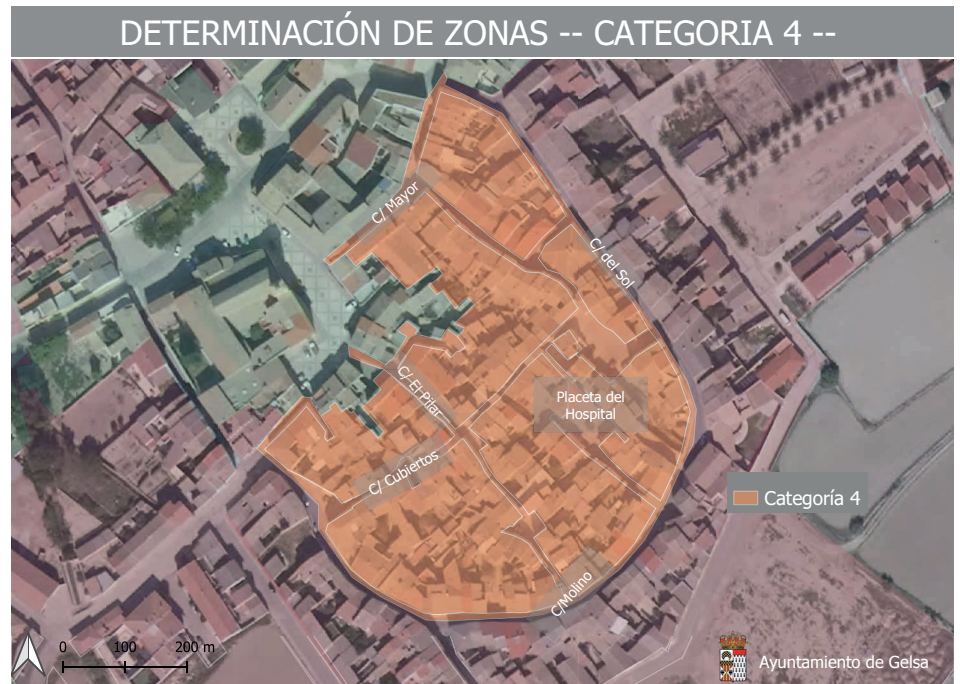 DETERMINACIÓN DE ZONAS -- CATEGORIA 4 --
C/ Mayor
C/ del Sol
C/ El Pilar
Placeta del
Hospital
C/ Cubiertos
Categoría 4
C/Molino
0 100 200 m
Ayuntamiento de Gelsa